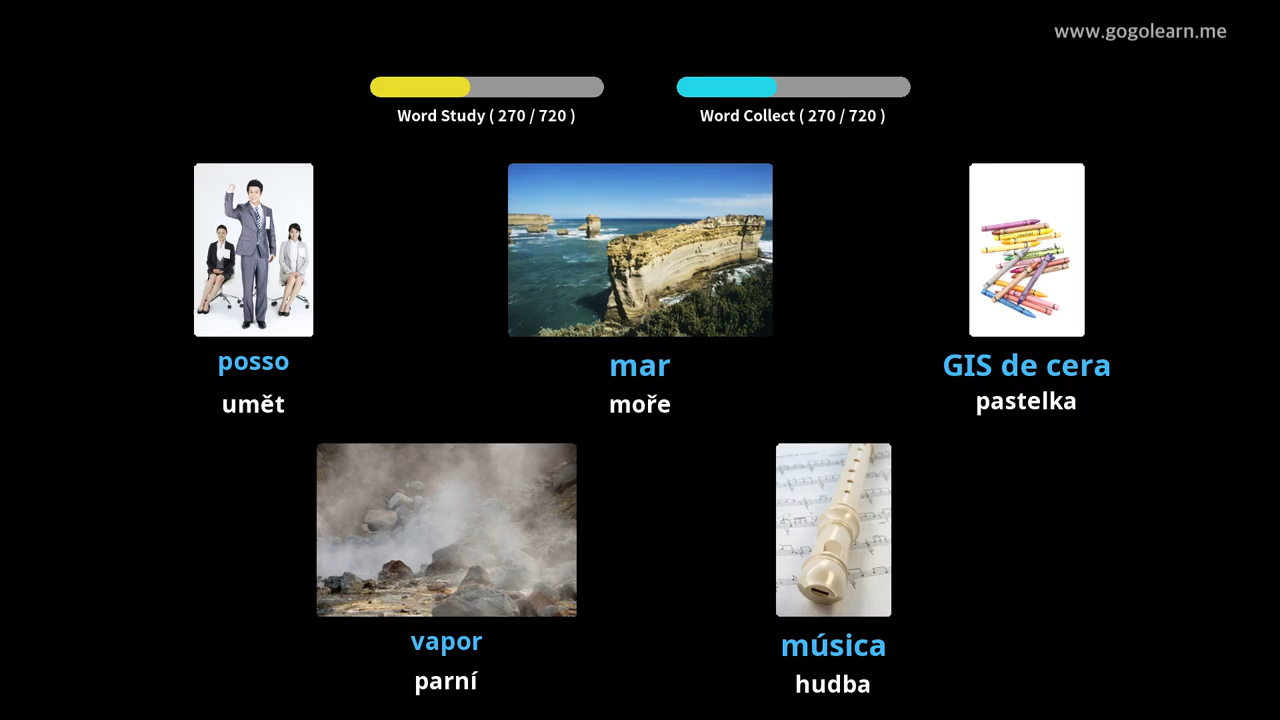 www.gogolearn.me
Word Study ( 270 / 720 )
Word Collect ( 270 / 720 )
posso
umět
mar
moře
GIS de cera
pastelka
vapor
parní
música
hudba